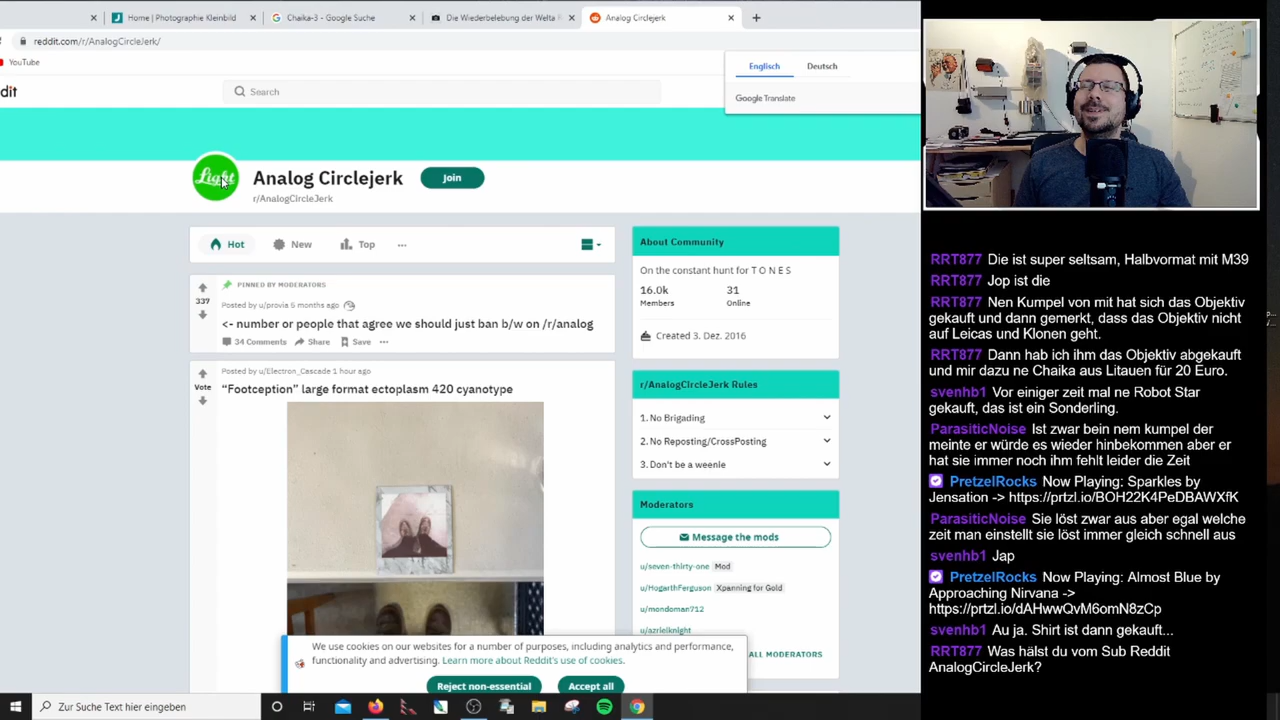 Home | Photographie Kleinbild
Chaika-3 - Google Suche
Die Wiederbelebung der Welta
Analog Circlejerk
reddit.com/r/AnalogCircleJerk/
YouTube
Englisch Deutsch
Google Translate
dit
Search
Light
Analog Circlejerk
Join
r/AnalogCircleJerk
Hot New Top ...
PINNED BY MODERATORS
Posted by u/provia 6 months ago
337
<- number or people that agree we should just ban b/w on /r/analog
34 Comments Share Save ...
Posted by u/Electron_Cascade 1 hour ago
Vote
“Footception” large format ectoplasm 420 cyanotype
About Community
On the constant hunt for T O N E S
16.0k 31
Members Online
Created 3. Dez. 2016
r/AnalogCircleJerk Rules
1. No Brigading
2. No Reposting/CrossPosting
3. Don't be a weenie
Moderators
Message the mods
u/seven-thirty-one Mod
u/HogarthFerguson Xpanning for Gold
u/mondoman712
u/azrielknight
ALL MODERATORS
We use cookies on our websites for a number of purposes, including analytics and performance,
functionality and advertising. Learn more about Reddit's use of cookies.
Reject non-essential Accept all
Zur Suche Text hier eingeben
RRT877 Die ist super seltsam, Halbvormat mit M39
RRT877 Jop ist die
RRT877 Nen Kumpel von mit hat sich das Objektiv
gekauft und dann gemerkt, dass das Objektiv nicht
auf Leicas und Klonen geht.
RRT877 Dann hab ich ihm das Objektiv abgekauft
und mir dazu ne Chaika aus Litauen für 20 Euro.
svenhb1 Vor einiger zeit mal ne Robot Star
gekauft, das ist ein Sonderling.
ParasiticNoise Ist zwar bein nem kumpel der
meinte er würde es wieder hinbekommen aber er
hat sie immer noch ihm fehlt leider die Zeit
PretzelRocks Now Playing: Sparkles by
Jensation -> https://prtzl.io/BOH22K4PeDBAWXfK
ParasiticNoise Sie löst zwar aus aber egal welche
zeit man einstellt sie löst immer gleich schnell aus
svenhb1 Jap
PretzelRocks Now Playing: Almost Blue by
Approaching Nirvana ->
https://prtzl.io/dAHwwQvM6omN8zCp
svenhb1 Au ja. Shirt ist dann gekauft...
RRT877 Was hälst du vom Sub Reddit
AnalogCircleJerk?